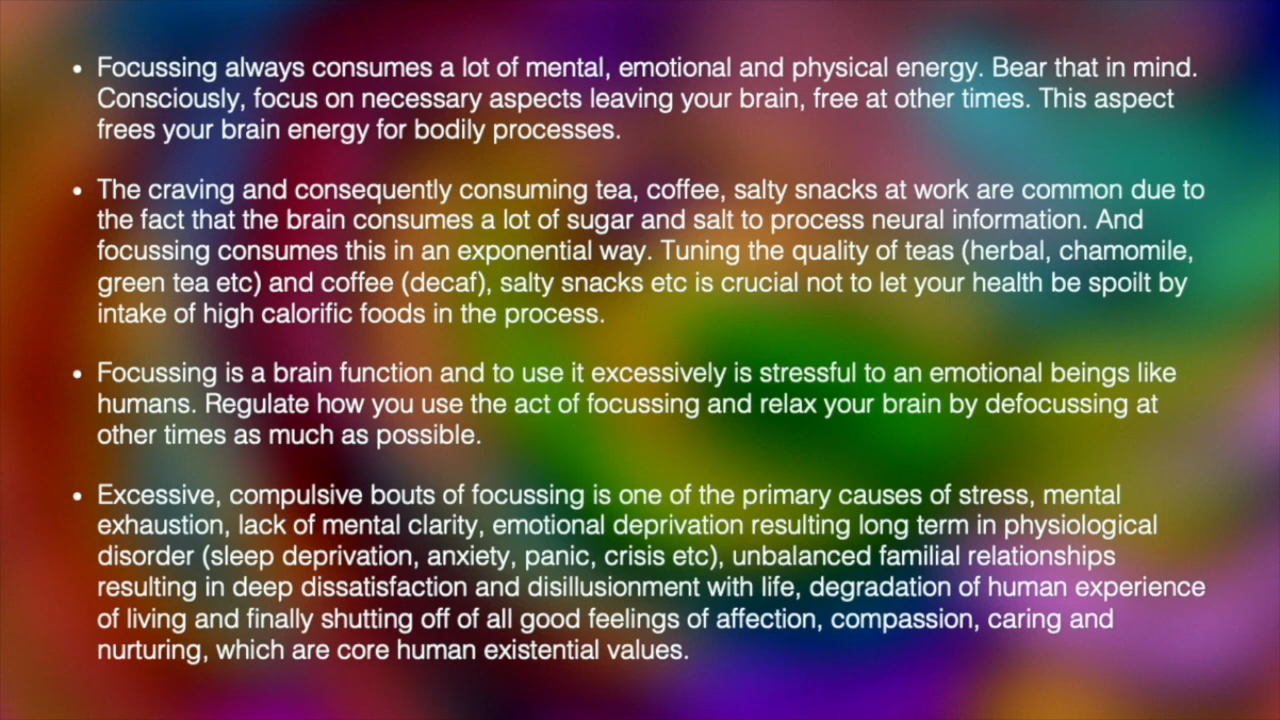 • Focussing always consumes a lot of mental, emotional and physical energy. Bear that in mind.
Consciously, focus on necessary aspects leaving your brain, free at other times. This aspect
frees your brain energy for bodily processes.
• The craving and consequently consuming tea, coffee, salty snacks at work are common due to
the fact that the brain consumes a lot of sugar and salt to process neural information. And
focussing consumes this in an exponential way. Tuning the quality of teas (herbal, chamomile,
green tea etc) and coffee (decaf), salty snacks etc is crucial not to let your health be spoilt by
intake of high calorific foods in the process.
• Focussing is a brain function and to use it excessively is stressful to an emotional beings like
humans. Regulate how you use the act of focussing and relax your brain by defocussing at
other times as much as possible.
• Excessive, compulsive bouts of focussing is one of the primary causes of stress, mental
exhaustion, lack of mental clarity, emotional deprivation resulting long term in physiological
disorder (sleep deprivation, anxiety, panic, crisis etc), unbalanced familial relationships
resulting in deep dissatisfaction and disillusionment with life, degradation of human experience
of living and finally shutting off of all good feelings of affection, compassion, caring and
nurturing, which are core human existential values.